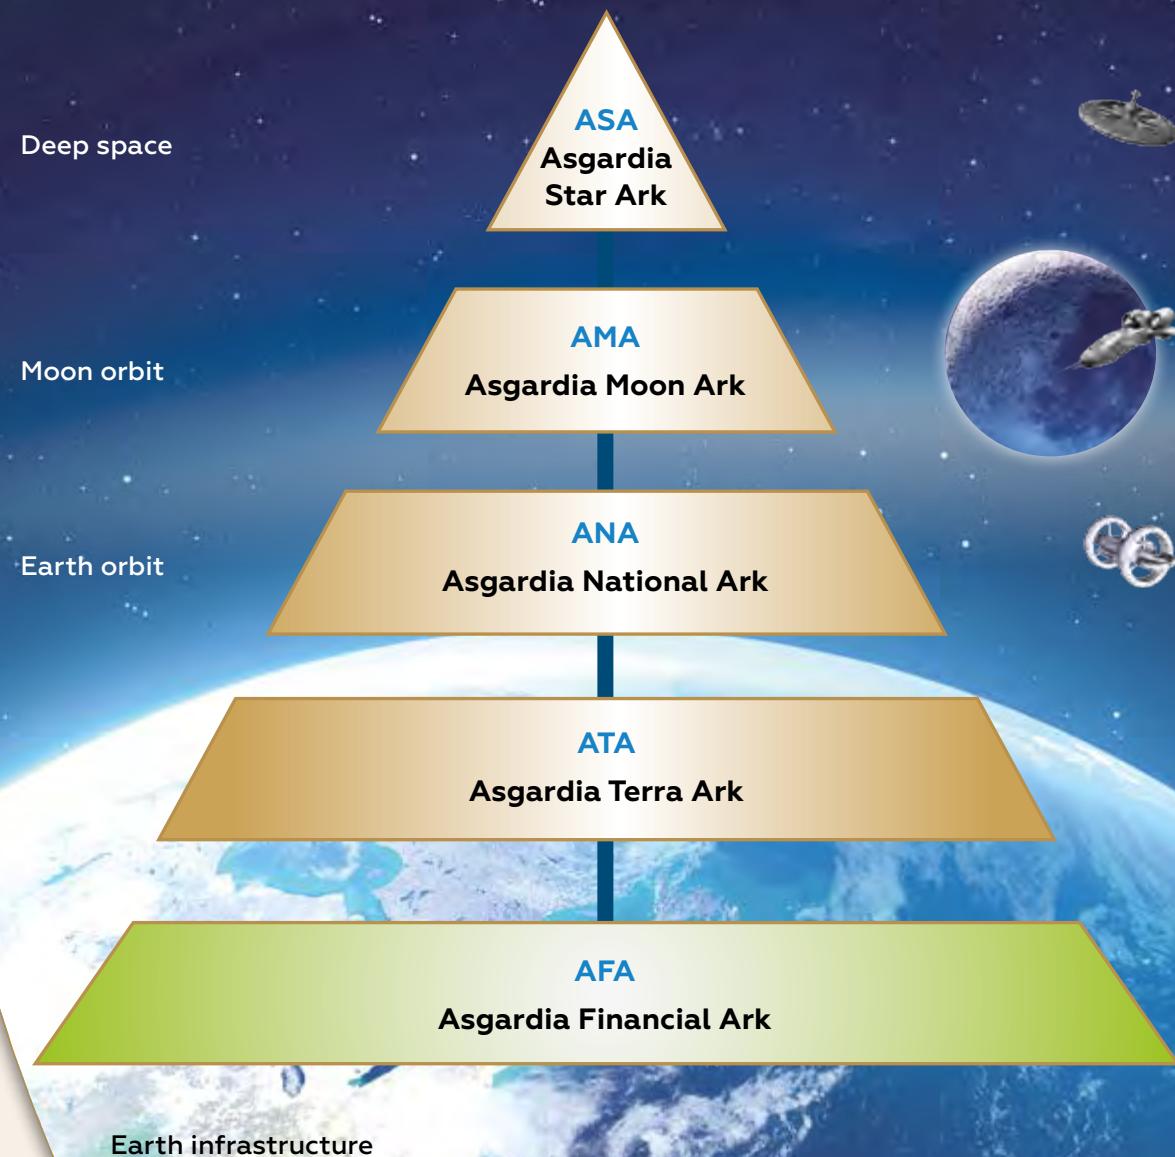 Deep space
ASA
Asgardia
Star Ark
Moon orbit
AMA
Asgardia Moon Ark
Earth orbit
ANA
Asgardia National Ark
ATA
Asgardia Terra Ark
AFA
Asgardia Financial Ark
Earth infrastructure